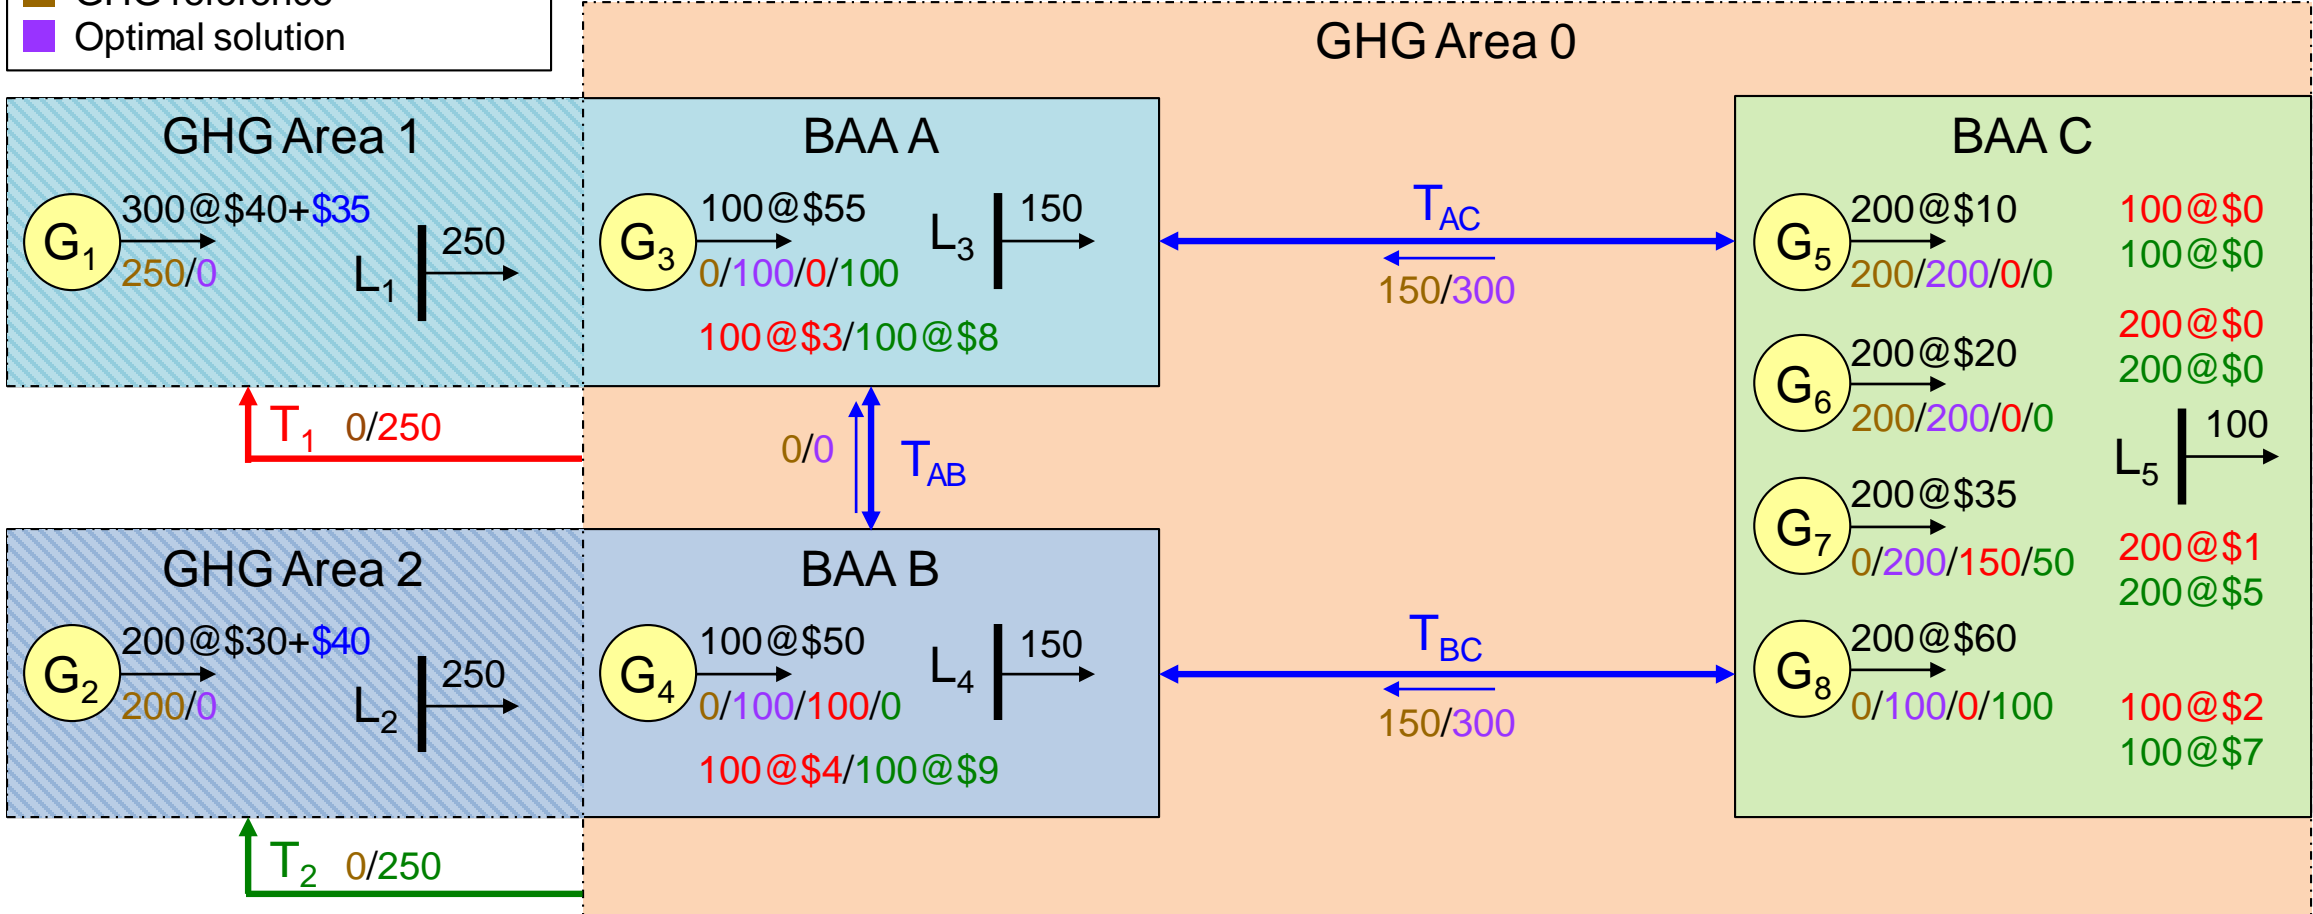 GHG reference
Optimal solution
GHG Area 0
GHG Area 1
G1
300@$40+$35
250/0
L1
250
T1 0/250
BAA A
G3
100@$55
0/100/0/100
100@$3/100@$8
L3
150
TAC
150/300
0/0
TAB
GHG Area 2
G2
200@$30+$40
200/0
L2
250
T2 0/250
BAA B
G4
100@$50
0/100/100/0
100@$4/100@$9
L4
150
TBC
150/300
BAA C
G5
200@$10
200/200/0/0
100@$0
100@$0
G6
200@$20
200/200/0/0
200@$0
200@$0
L5
100
G7
200@$35
0/200/150/50
200@$1
200@$5
G8
200@$60
0/100/0/100
100@$2
100@$7